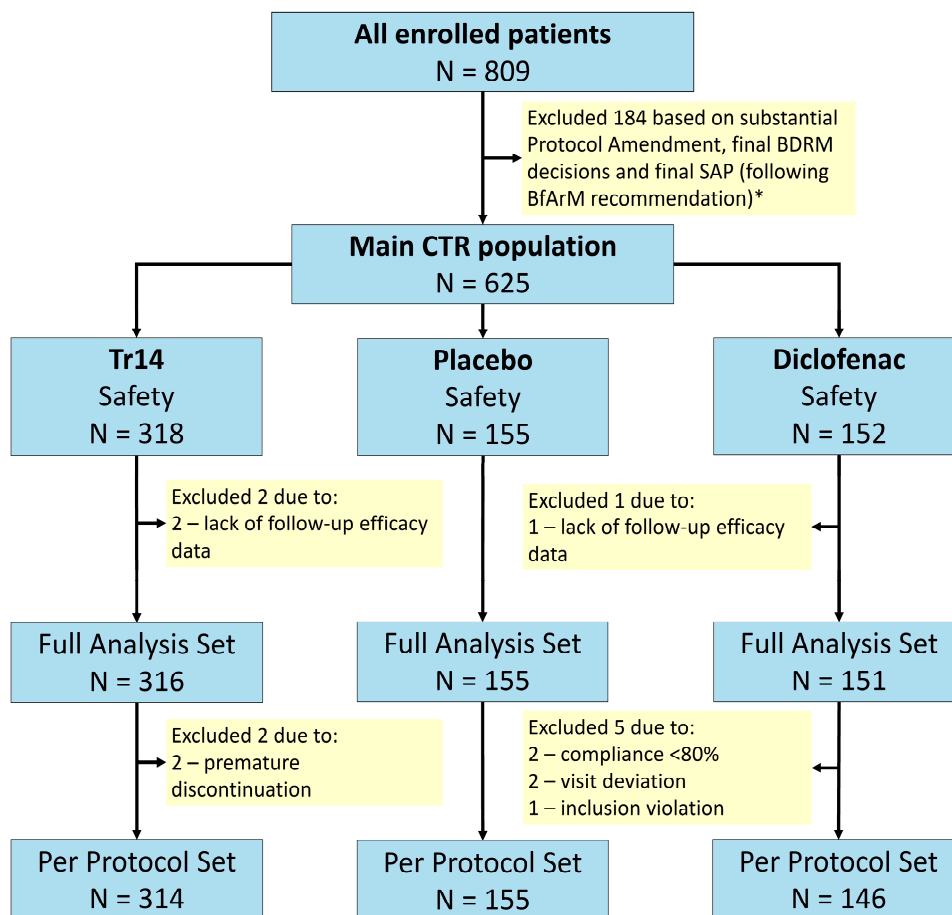 All enrolled patients
N = 809
Excluded 184 based on substantial
Protocol Amendment, final BDRM
decisions and final SAP (following
BfArM recommendation)*
Main CTR population
N = 625
Tr14
Safety
N = 318
Placebo
Safety
N = 155
Diclofenac
Safety
N = 152
Excluded 2 due to:
2 – lack of follow-up efficacy
data
Excluded 1 due to:
1 – lack of follow-up efficacy
data
Full Analysis Set
N = 316
Full Analysis Set
N = 155
Full Analysis Set
N = 151
Excluded 2 due to:
2 – premature
discontinuation
Excluded 5 due to:
2 – compliance <80%
2 – visit deviation
1 – inclusion violation
Per Protocol Set
N = 314
Per Protocol Set
N = 155
Per Protocol Set
N = 146